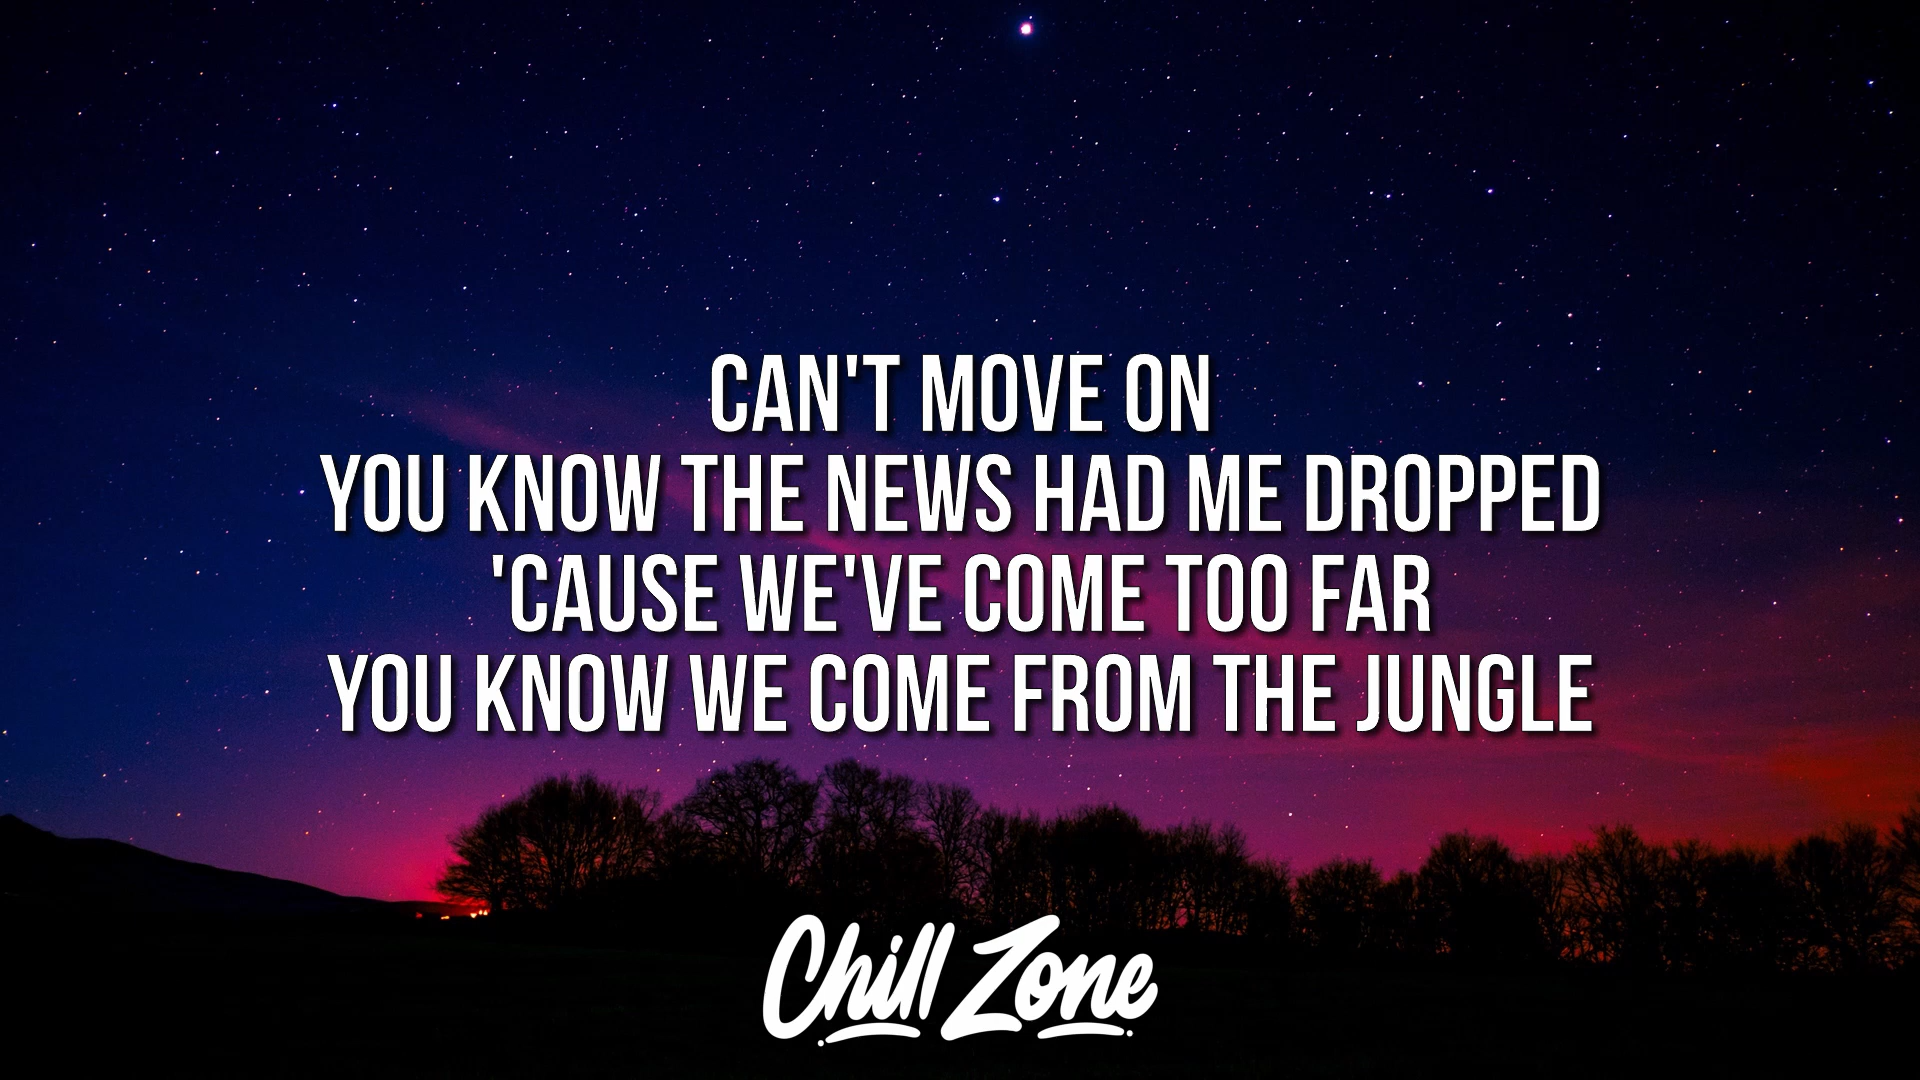 CAN'T MOVE ON
YOU KNOW THE NEWS HAD ME DROPPED
'CAUSE WE'VE COME TOO FAR
YOU KNOW WE COME FROM THE JUNGLE
Chill Zone